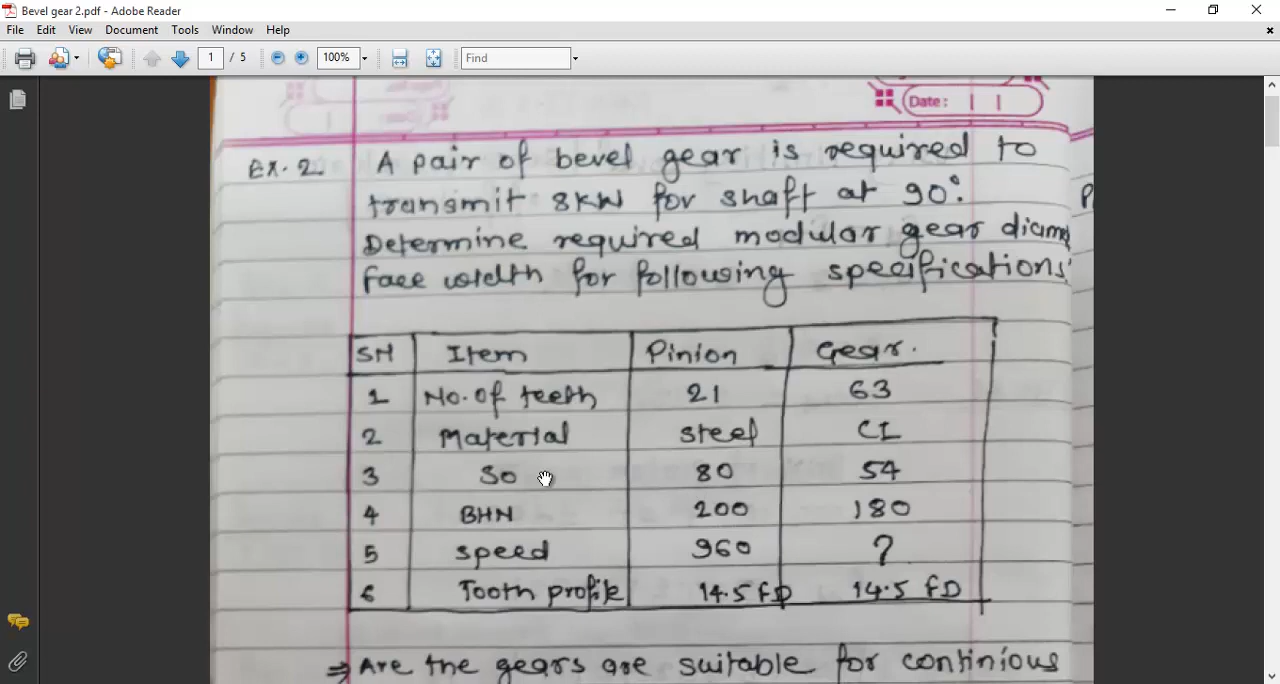 Bevel gear 2.pdf - Adobe Reader
File Edit View Document Tools Window Help
1 / 5 100% Find
Date:
Ex. 2. A pair of bevel gear is required to
transmit 8KW for shaft at 90°.
Determine required modular gear diam
face width for following specifications:
SN Item Pinion Gear.
1 No. of teeth 21 63
2 Material steel CI
3 So 80 54
4 BHN 200 180
5 speed 960 ?
6 Tooth profile 14.5 FD 14.5 FD
⇒ Are the gears are suitable for continious